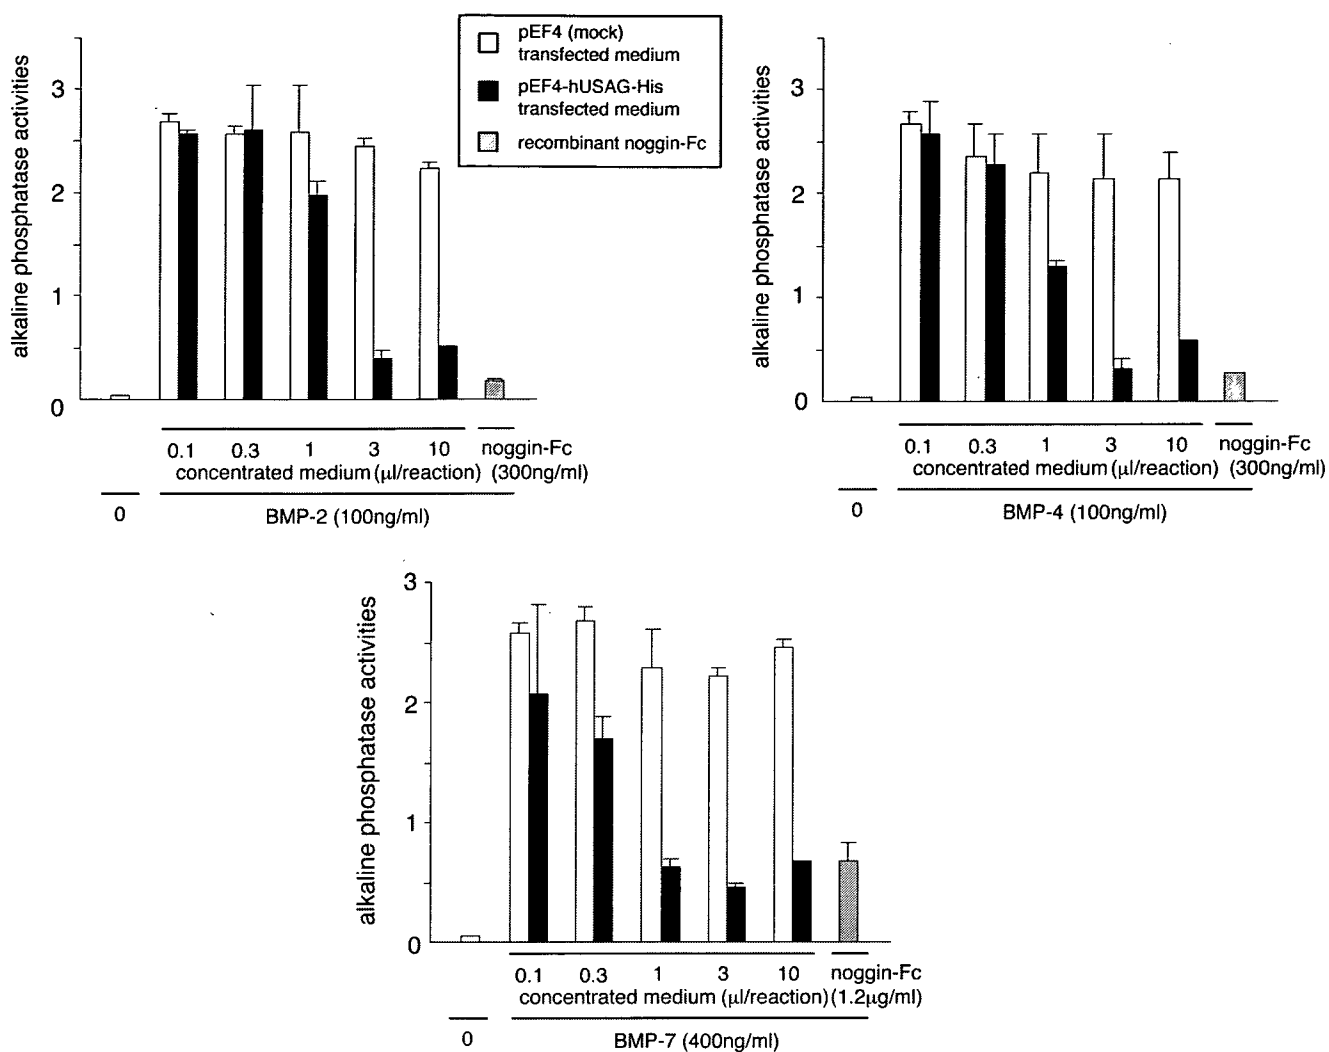 pEF4 (mock)
transfected medium
pEF4-hUSAG-His
transfected medium
recombinant noggin-Fc
alkaline phosphatase activities
3
2
1
0
0.1 0.3 1 3 10 noggin-Fc
concentrated medium (μl/reaction) (300ng/ml)
0 BMP-2 (100ng/ml)
alkaline phosphatase activities
3
2
1
0
0.1 0.3 1 3 10 noggin-Fc
concentrated medium (μl/reaction) (300ng/ml)
0 BMP-4 (100ng/ml)
alkaline phosphatase activities
3
2
1
0
0.1 0.3 1 3 10 noggin-Fc
concentrated medium (μl/reaction) (1.2μg/ml)
0 BMP-7 (400ng/ml)